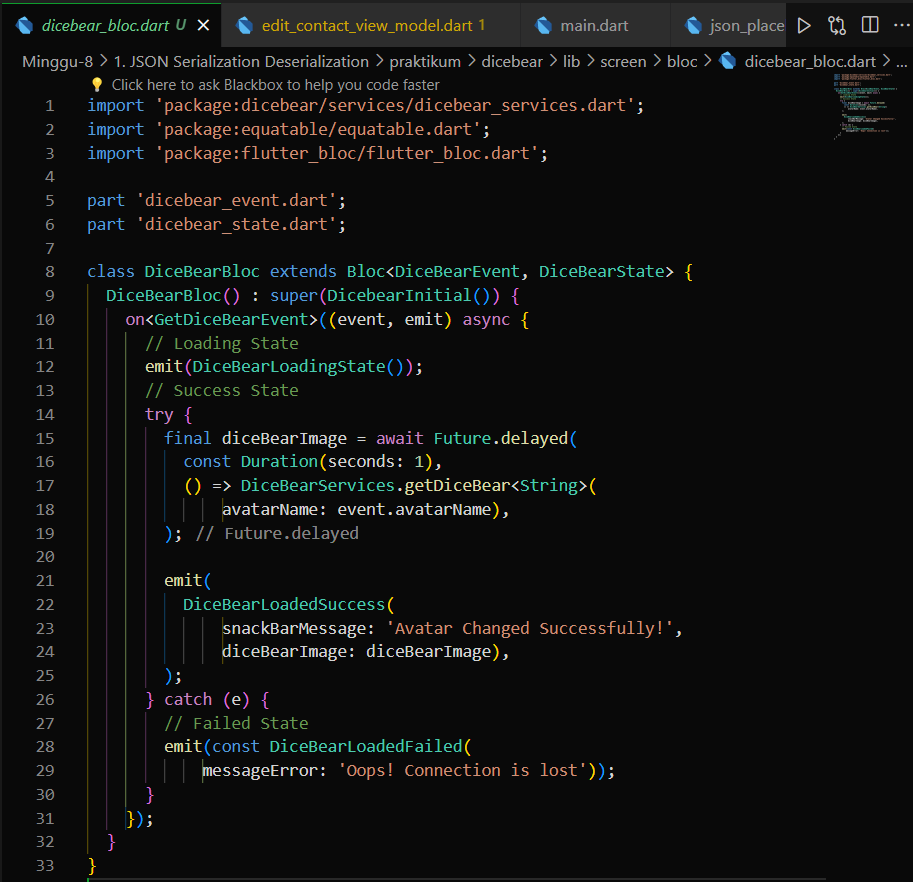 dicebear_bloc.dart U
edit_contact_view_model.dart 1
main.dart
json_place
Minggu-8 > 1. JSON Serialization Deserialization > praktikum > dicebear > lib > screen > bloc > dicebear_bloc.dart > ...
Click here to ask Blackbox to help you code faster
1 import 'package:dicebear/services/dicebear_services.dart';
2 import 'package:equatable/equatable.dart';
3 import 'package:flutter_bloc/flutter_bloc.dart';
4
5 part 'dicebear_event.dart';
6 part 'dicebear_state.dart';
7
8 class DiceBearBloc extends Bloc<DiceBearEvent, DiceBearState> {
9   DiceBearBloc() : super(DicebearInitial()) {
10     on<GetDiceBearEvent>((event, emit) async {
11       // Loading State
12       emit(DiceBearLoadingState());
13       // Success State
14       try {
15         final diceBearImage = await Future.delayed(
16           const Duration(seconds: 1),
17           () => DiceBearServices.getDiceBear<String>(
18               avatarName: event.avatarName),
19         ); // Future.delayed
20
21         emit(
22           DiceBearLoadedSuccess(
23               snackBarMessage: 'Avatar Changed Successfully!',
24               diceBearImage: diceBearImage),
25         );
26       } catch (e) {
27         // Failed State
28         emit(const DiceBearLoadedFailed(
29             messageError: 'Oops! Connection is lost'));
30       }
31     });
32   }
33 }